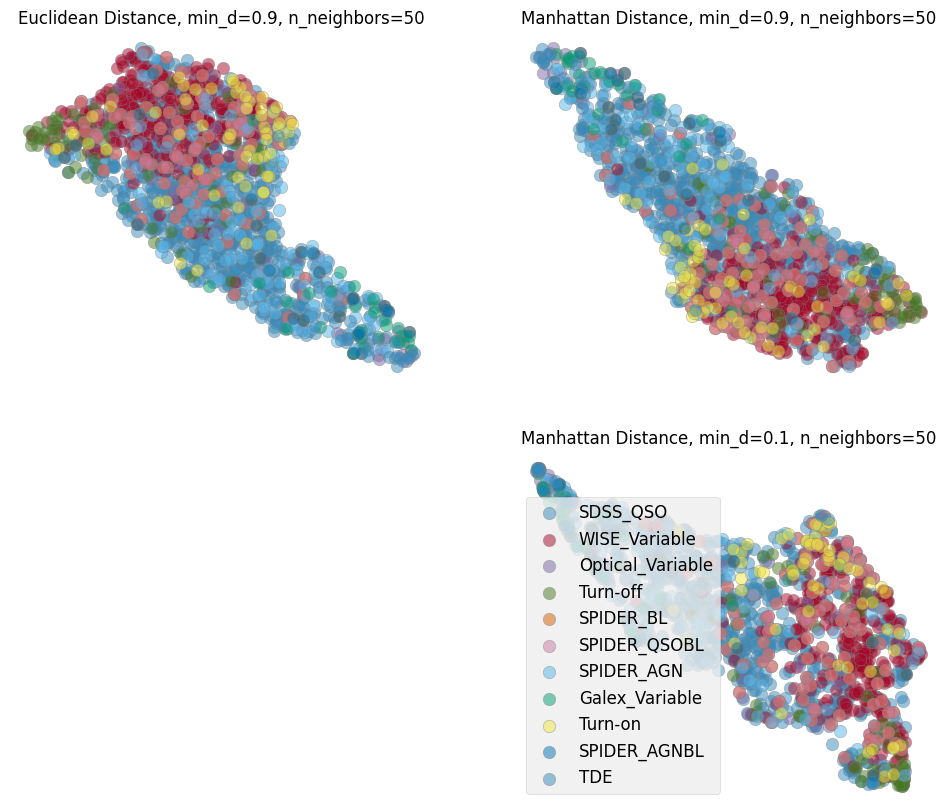 Euclidean Distance, min_d=0.9, n_neighbors=50
Manhattan Distance, min_d=0.9, n_neighbors=50
Manhattan Distance, min_d=0.1, n_neighbors=50
SDSS_QSO
WISE_Variable
Optical_Variable
Turn-off
SPIDER_BL
SPIDER_QSOBL
SPIDER_AGN
Galex_Variable
Turn-on
SPIDER_AGNBL
TDE